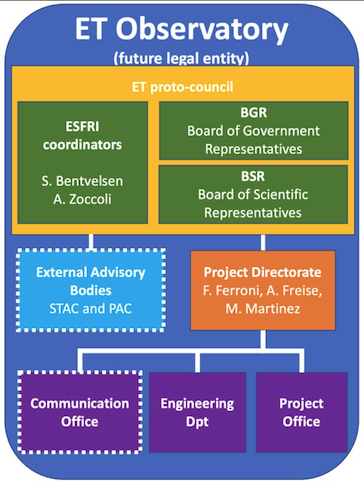 ET Observatory
(future legal entity)
ET proto-council
ESFRI
coordinators
S. Bentvelsen
A. Zoccoli
BGR
Board of Government
Representatives
BSR
Board of Scientific
Representatives
External Advisory
Bodies
STAC and PAC
Project Directorate
F. Ferroni, A. Freise,
M. Martinez
Communication
Office
Engineering
Dpt
Project
Office